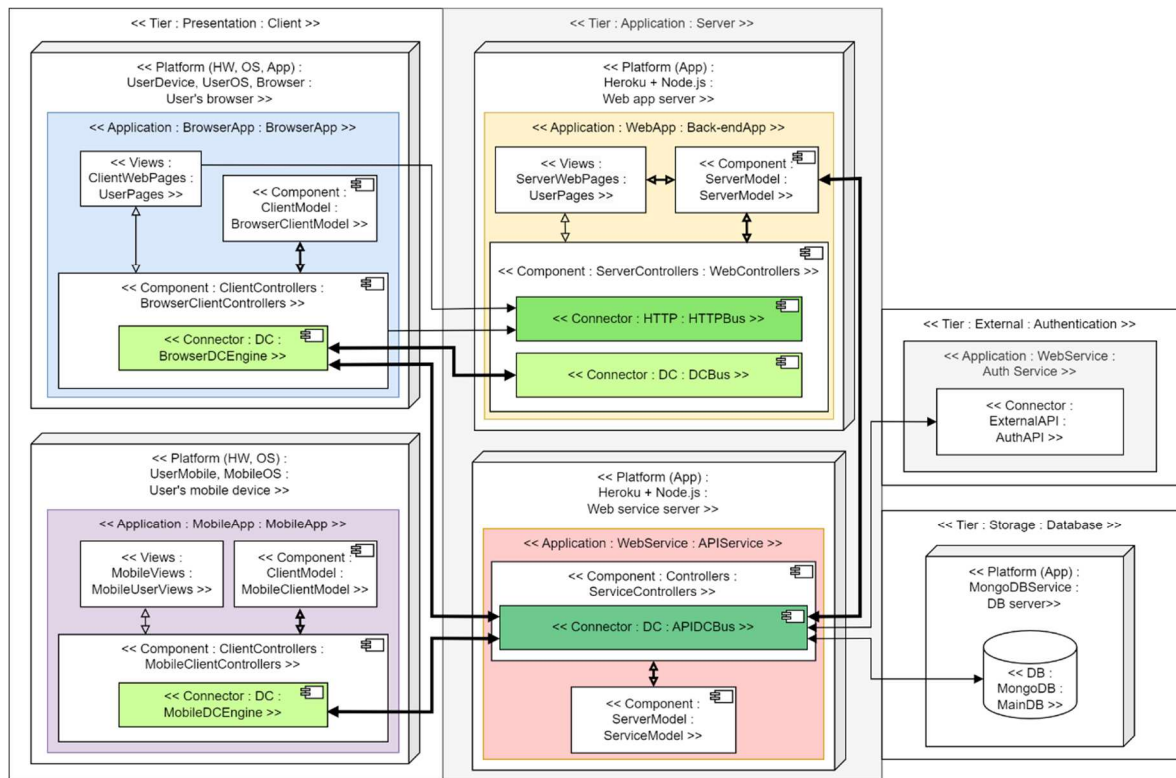 << Tier : Presentation : Client >>
<< Platform (HW, OS, App) :
UserDevice, UserOS, Browser :
User's browser >>
<< Application : BrowserApp : BrowserApp >>
<< Views :
ClientWebPages :
UserPages >>
<< Component :
ClientModel :
BrowserClientModel >>
<< Component : ClientControllers :
BrowserClientControllers >>
<< Connector : DC :
BrowserDCEngine >>
<< Platform (HW, OS) :
UserMobile, MobileOS :
User's mobile device >>
<< Application : MobileApp : MobileApp >>
<< Views :
MobileViews :
MobileUserViews >>
<< Component :
ClientModel :
MobileClientModel >>
<< Component : ClientControllers :
MobileClientControllers >>
<< Connector : DC :
MobileDCEngine >>
<< Tier : Application : Server >>
<< Platform (App) :
Heroku + Node.js :
Web app server >>
<< Application : WebApp : Back-endApp >>
<< Views :
ServerWebPages :
UserPages >>
<< Component :
ServerModel :
ServerModel >>
<< Component : ServerControllers : WebControllers >>
<< Connector : HTTP : HTTPBus >>
<< Connector : DC : DCBus >>
<< Platform (App) :
Heroku + Node.js :
Web service server >>
<< Application : WebService : APIService >>
<< Component : Controllers :
ServiceControllers >>
<< Connector : DC : APIDCBus >>
<< Component :
ServerModel :
ServiceModel >>
<< Tier : External : Authentication >>
<< Application : WebService :
Auth Service >>
<< Connector :
ExternalAPI :
AuthAPI >>
<< Tier : Storage : Database >>
<< Platform (App) :
MongoDBService :
DB server>>
<< DB :
MongoDB :
MainDB >>